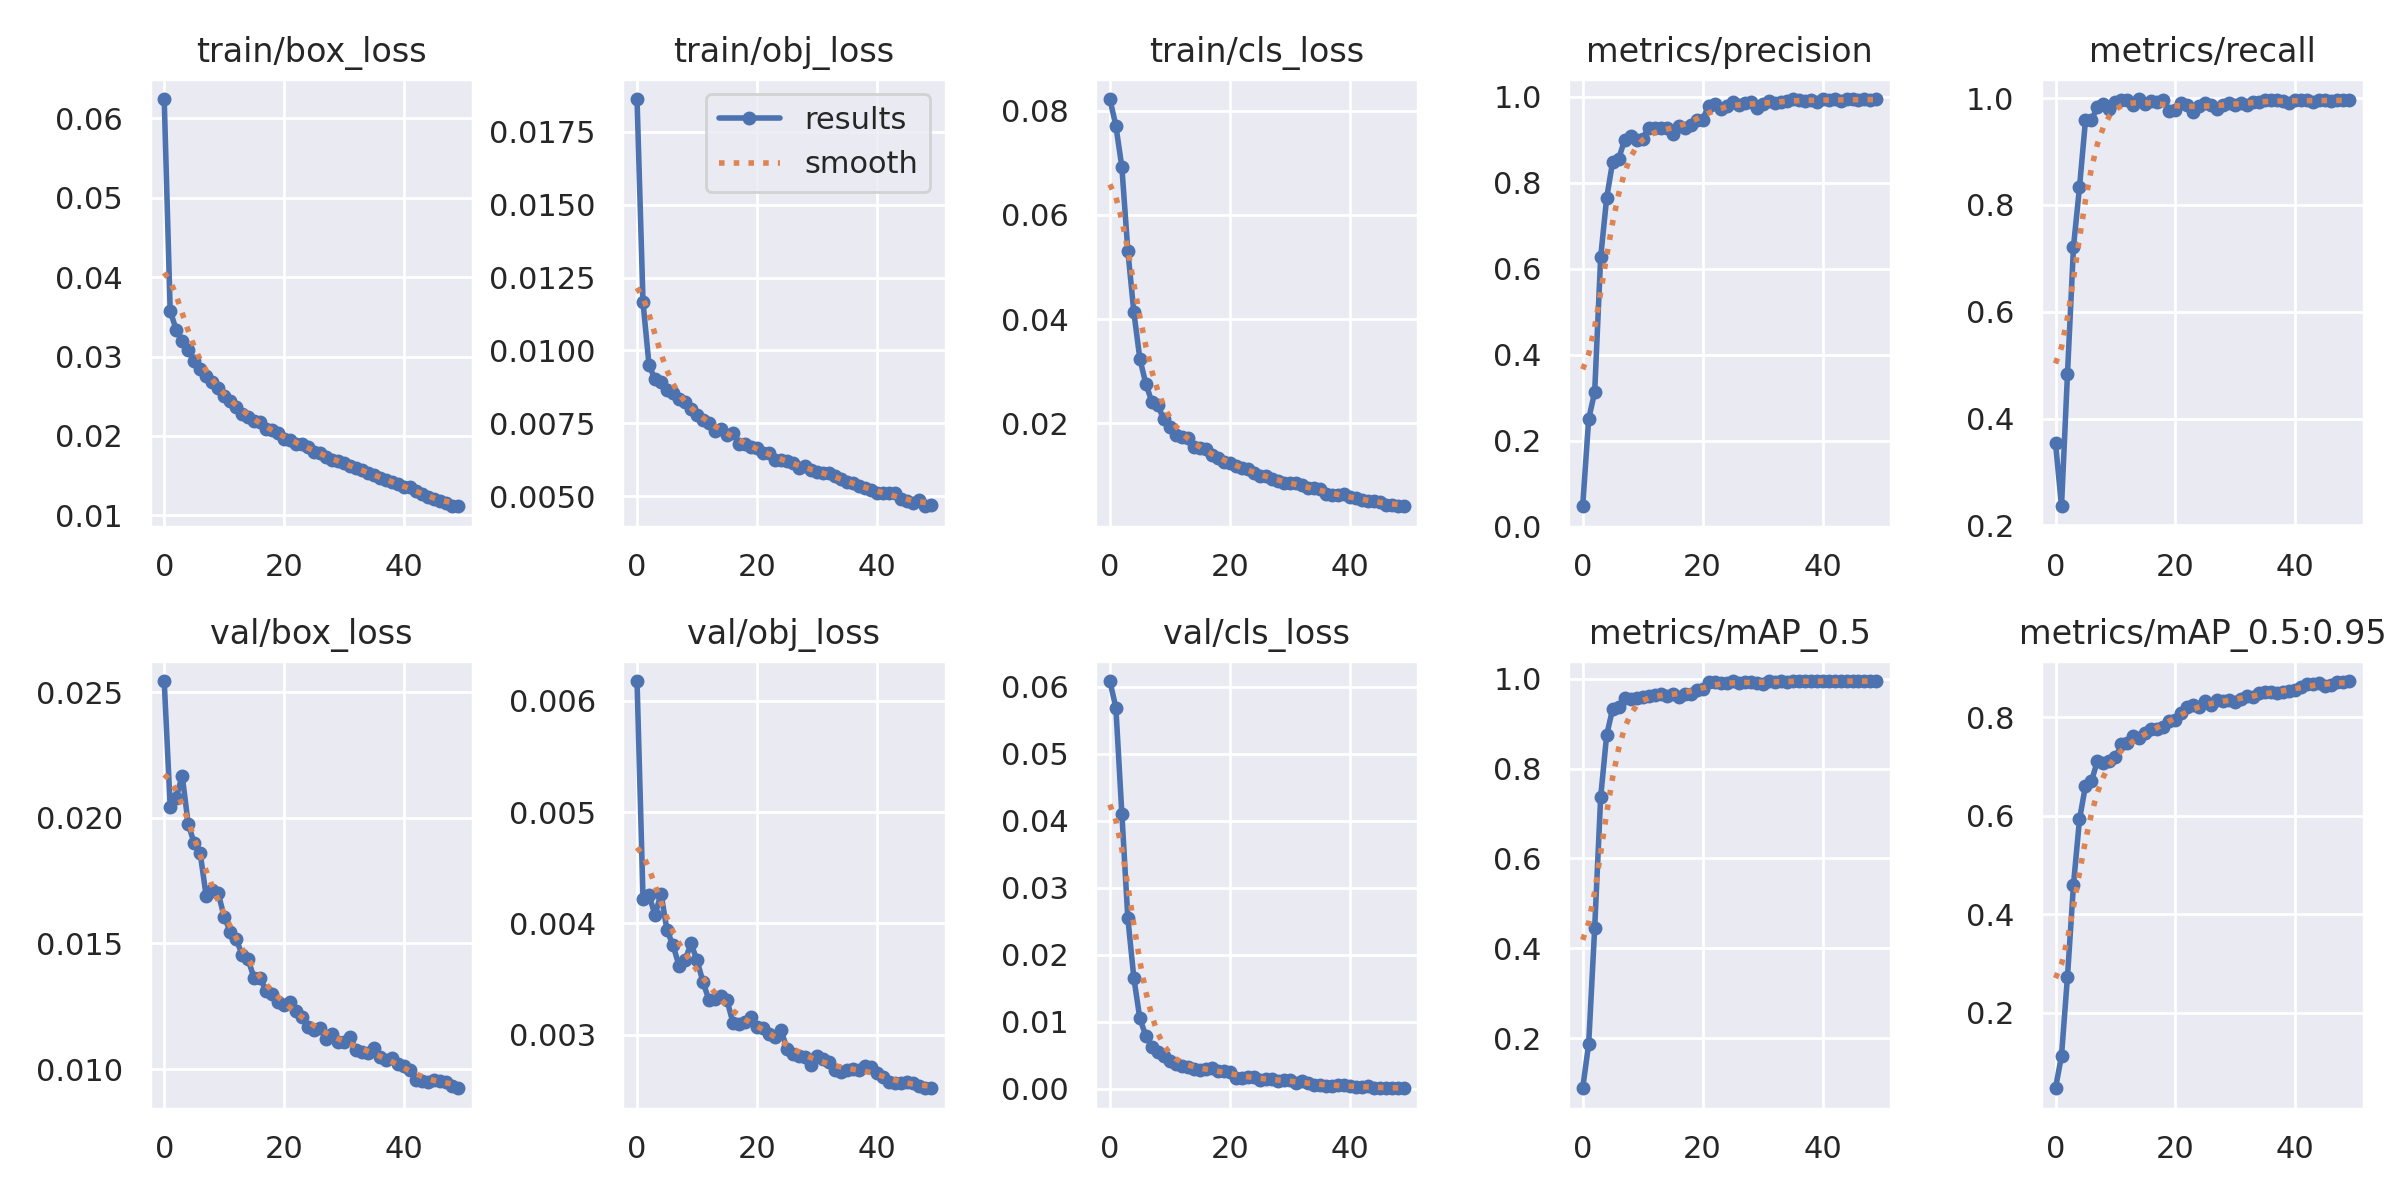 train/box_loss
0.06
0.05
0.04
0.03
0.02
0.01
0 20 40
train/obj_loss
results
smooth
0.0175
0.0150
0.0125
0.0100
0.0075
0.0050
0 20 40
train/cls_loss
0.08
0.06
0.04
0.02
0 20 40
metrics/precision
1.0
0.8
0.6
0.4
0.2
0.0
0 20 40
metrics/recall
1.0
0.8
0.6
0.4
0.2
0 20 40
val/box_loss
0.025
0.020
0.015
0.010
0 20 40
val/obj_loss
0.006
0.005
0.004
0.003
0 20 40
val/cls_loss
0.06
0.05
0.04
0.03
0.02
0.01
0.00
0 20 40
metrics/mAP_0.5
1.0
0.8
0.6
0.4
0.2
0 20 40
metrics/mAP_0.5:0.95
0.8
0.6
0.4
0.2
0 20 40